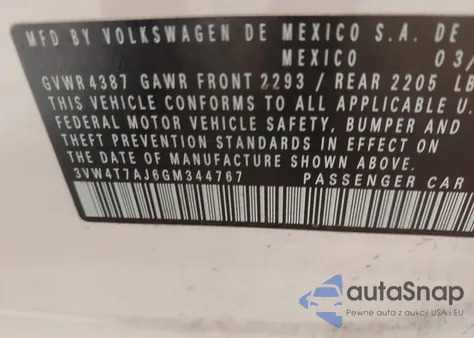 MFD BY VOLKSWAGEN DE MEXICO S.A. DE
MEXICO 03/
GVWR 4387 GAWR FRONT 2293 / REAR 2205 LB
THIS VEHICLE CONFORMS TO ALL APPLICABLE
FEDERAL MOTOR VEHICLE SAFETY, BUMPER AND
THEFT PREVENTION STANDARDS IN EFFECT ON
THE DATE OF MANUFACTURE SHOWN ABOVE.
3VW4T7AJ6GM344767 PASSENGER CAR
autoSnap
Pewne auta z aukcji USA i EU